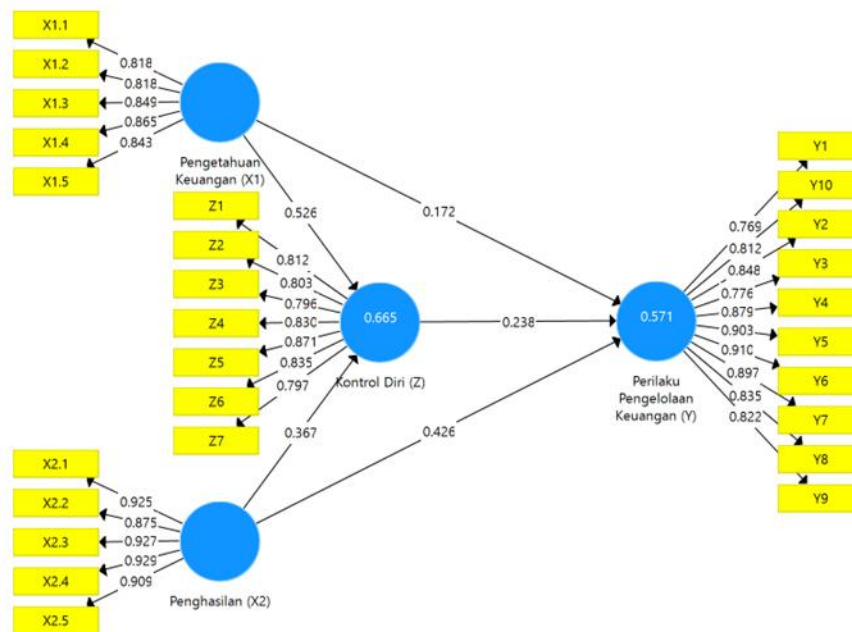 X1.1
X1.2
X1.3
X1.4
X1.5
0.818
0.818
0.849
0.865
0.843
Pengetahuan
Keuangan (X1)
0.526
0.172
Z1
Z2
Z3
Z4
Z5
Z6
Z7
0.812
0.803
0.796
0.830
0.871
0.835
0.797
0.665
Kontrol Diri (Z)
0.238
0.367
0.426
X2.1
X2.2
X2.3
X2.4
X2.5
0.925
0.875
0.927
0.929
0.909
Penghasilan (X2)
0.571
Perilaku
Pengelolaan
Keuangan (Y)
0.769
0.812
0.848
0.776
0.879
0.903
0.910
0.897
0.835
0.822
Y1
Y10
Y2
Y3
Y4
Y5
Y6
Y7
Y8
Y9